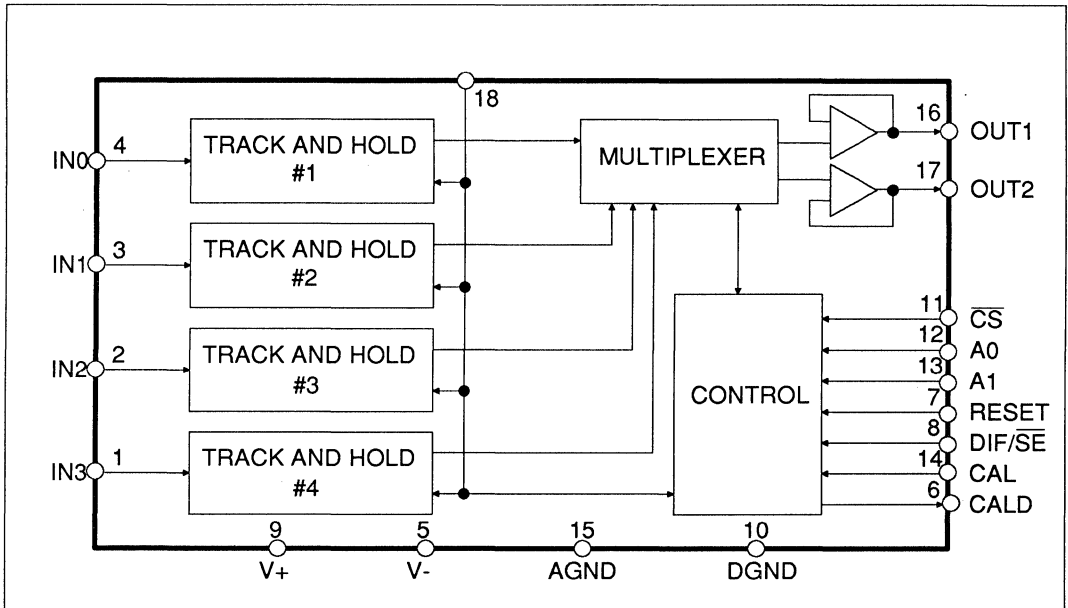 18
IN0 4 TRACK AND HOLD #1
MULTIPLEXER
16 OUT1
17 OUT2
IN1 3 TRACK AND HOLD #2
IN2 2 TRACK AND HOLD #3
IN3 1 TRACK AND HOLD #4
CONTROL
11 C̅S̅
12 A0
13 A1
7 RESET
8 DIF/S̅E̅
14 CAL
6 CALD
9 5 15 10
V+ V- AGND DGND